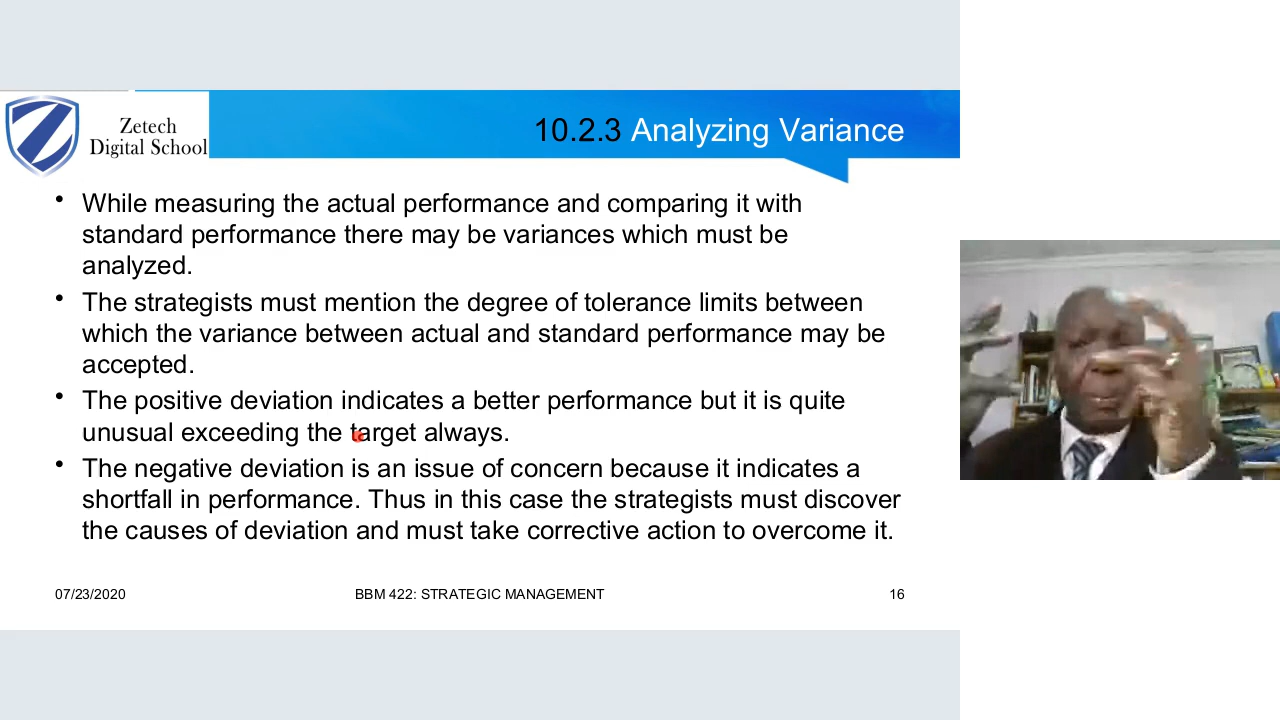 Zetech
Digital School
10.2.3 Analyzing Variance
• While measuring the actual performance and comparing it with
standard performance there may be variances which must be
analyzed.
• The strategists must mention the degree of tolerance limits between
which the variance between actual and standard performance may be
accepted.
• The positive deviation indicates a better performance but it is quite
unusual exceeding the target always.
• The negative deviation is an issue of concern because it indicates a
shortfall in performance. Thus in this case the strategists must discover
the causes of deviation and must take corrective action to overcome it.
07/23/2020 BBM 422: STRATEGIC MANAGEMENT 16